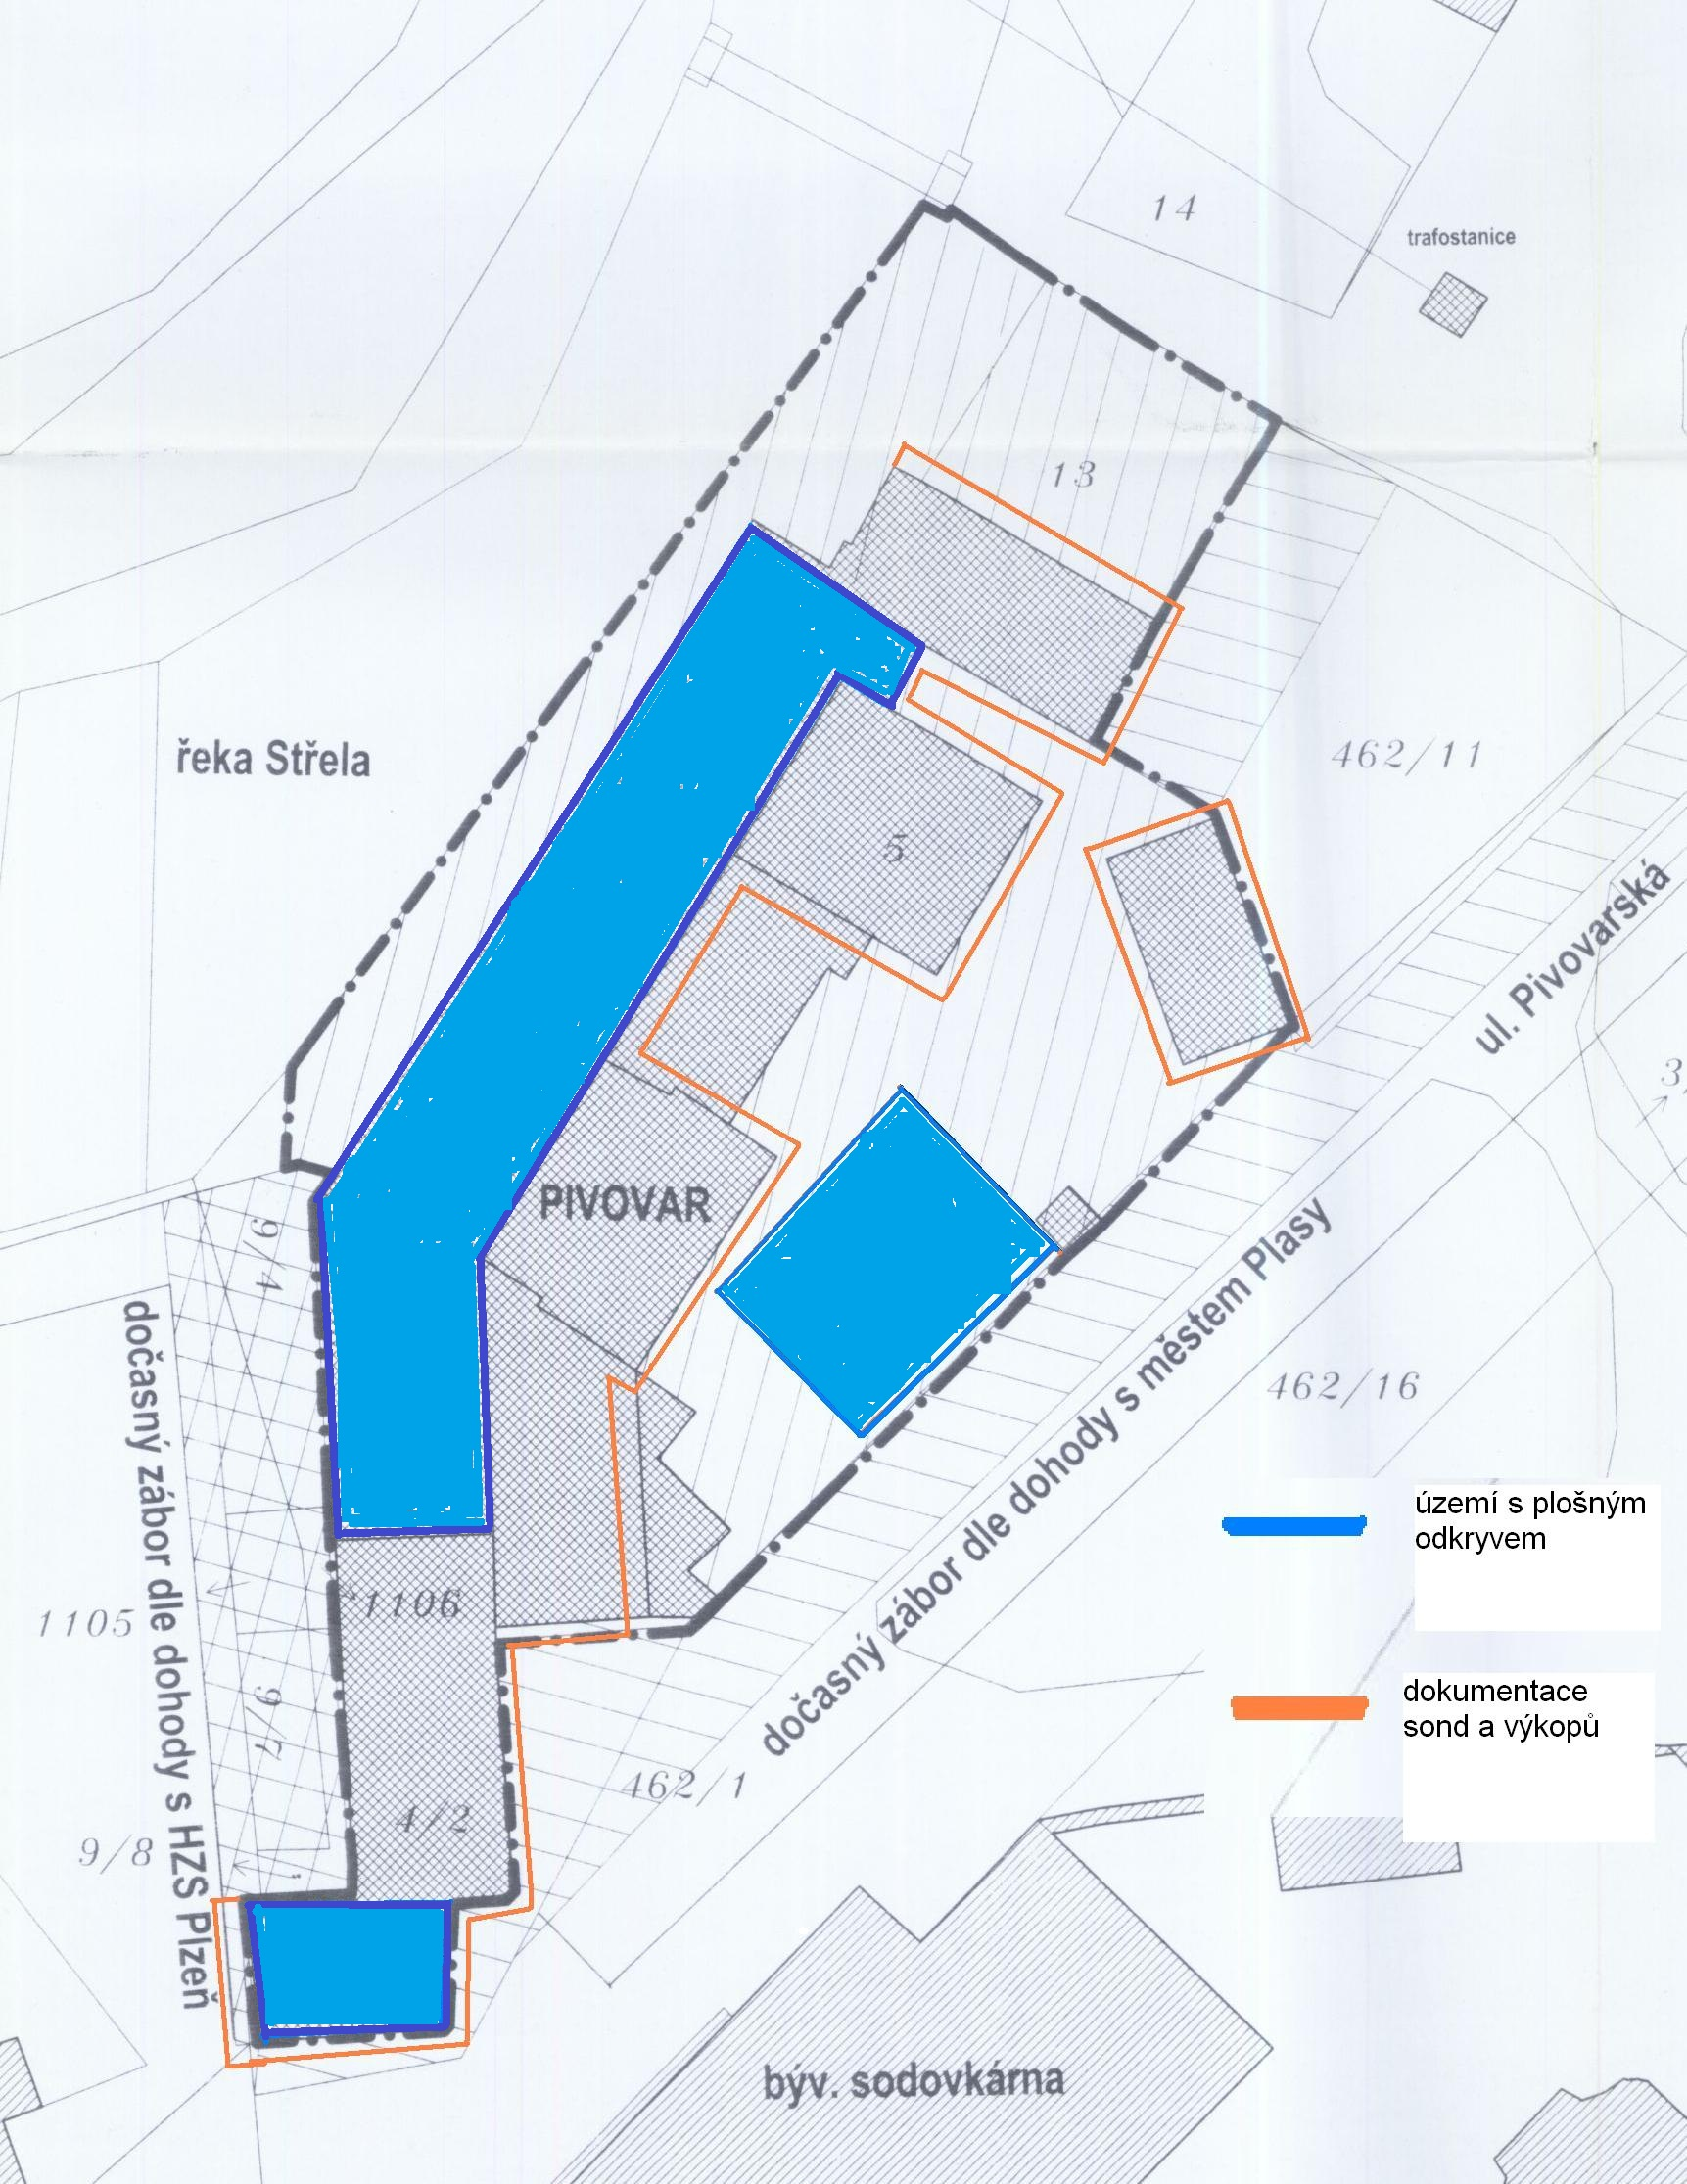 14
trafostanice
13
řeka Střela
462/11
5
ul. Pivovarská
3
PIVOVAR
9/4
dočasný zábor dle dohody s městem Plasy
462/16
dočasný zábor dle dohody s HZS Plzeň
území s plošným
odkryvem
1106
1105
dokumentace
sond a výkopů
9/7
462/1
4/2
9/8
býv. sodovkárna